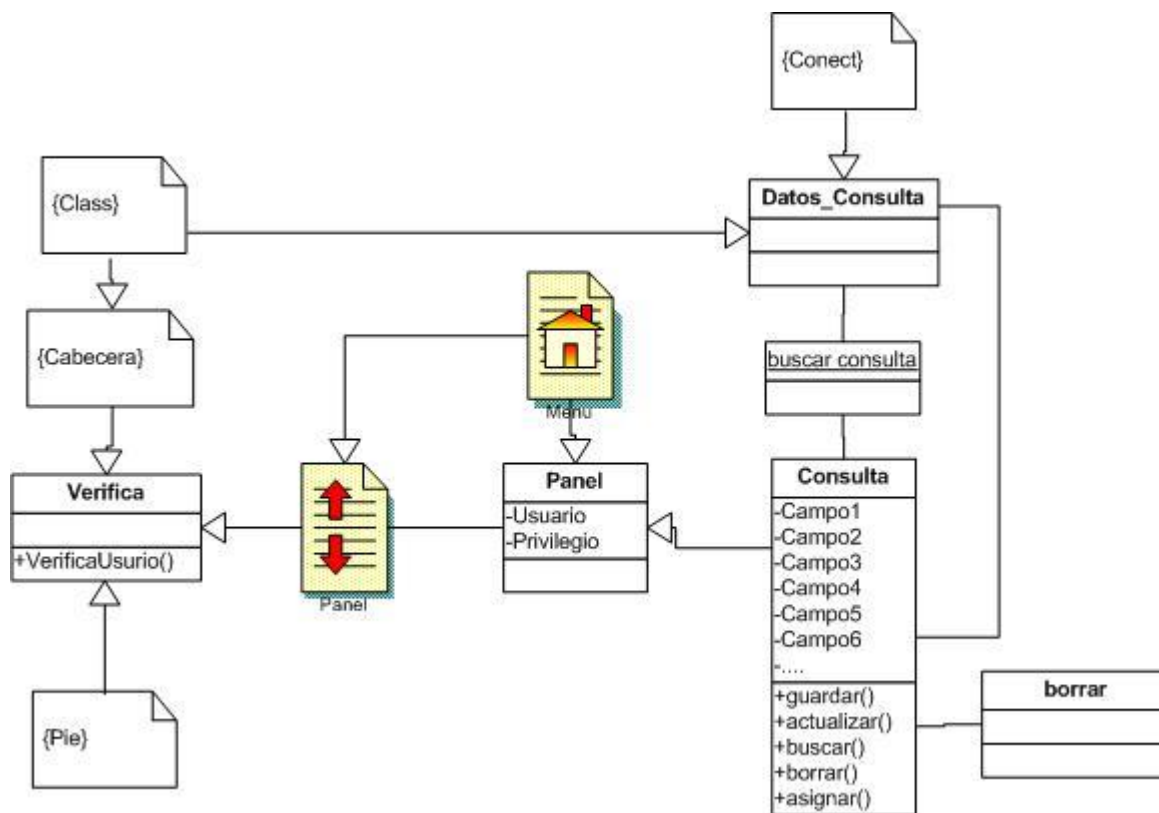 {Conect}
{Class}
Datos_Consulta
{Cabecera}
Menu
buscar consulta
Verifica
+VerificaUsurio()
Panel
Panel
-Usuario
-Privilegio
Consulta
-Campo1
-Campo2
-Campo3
-Campo4
-Campo5
-Campo6
-....
+guardar()
+actualizar()
+buscar()
+borrar()
+asignar()
borrar
{Pie}